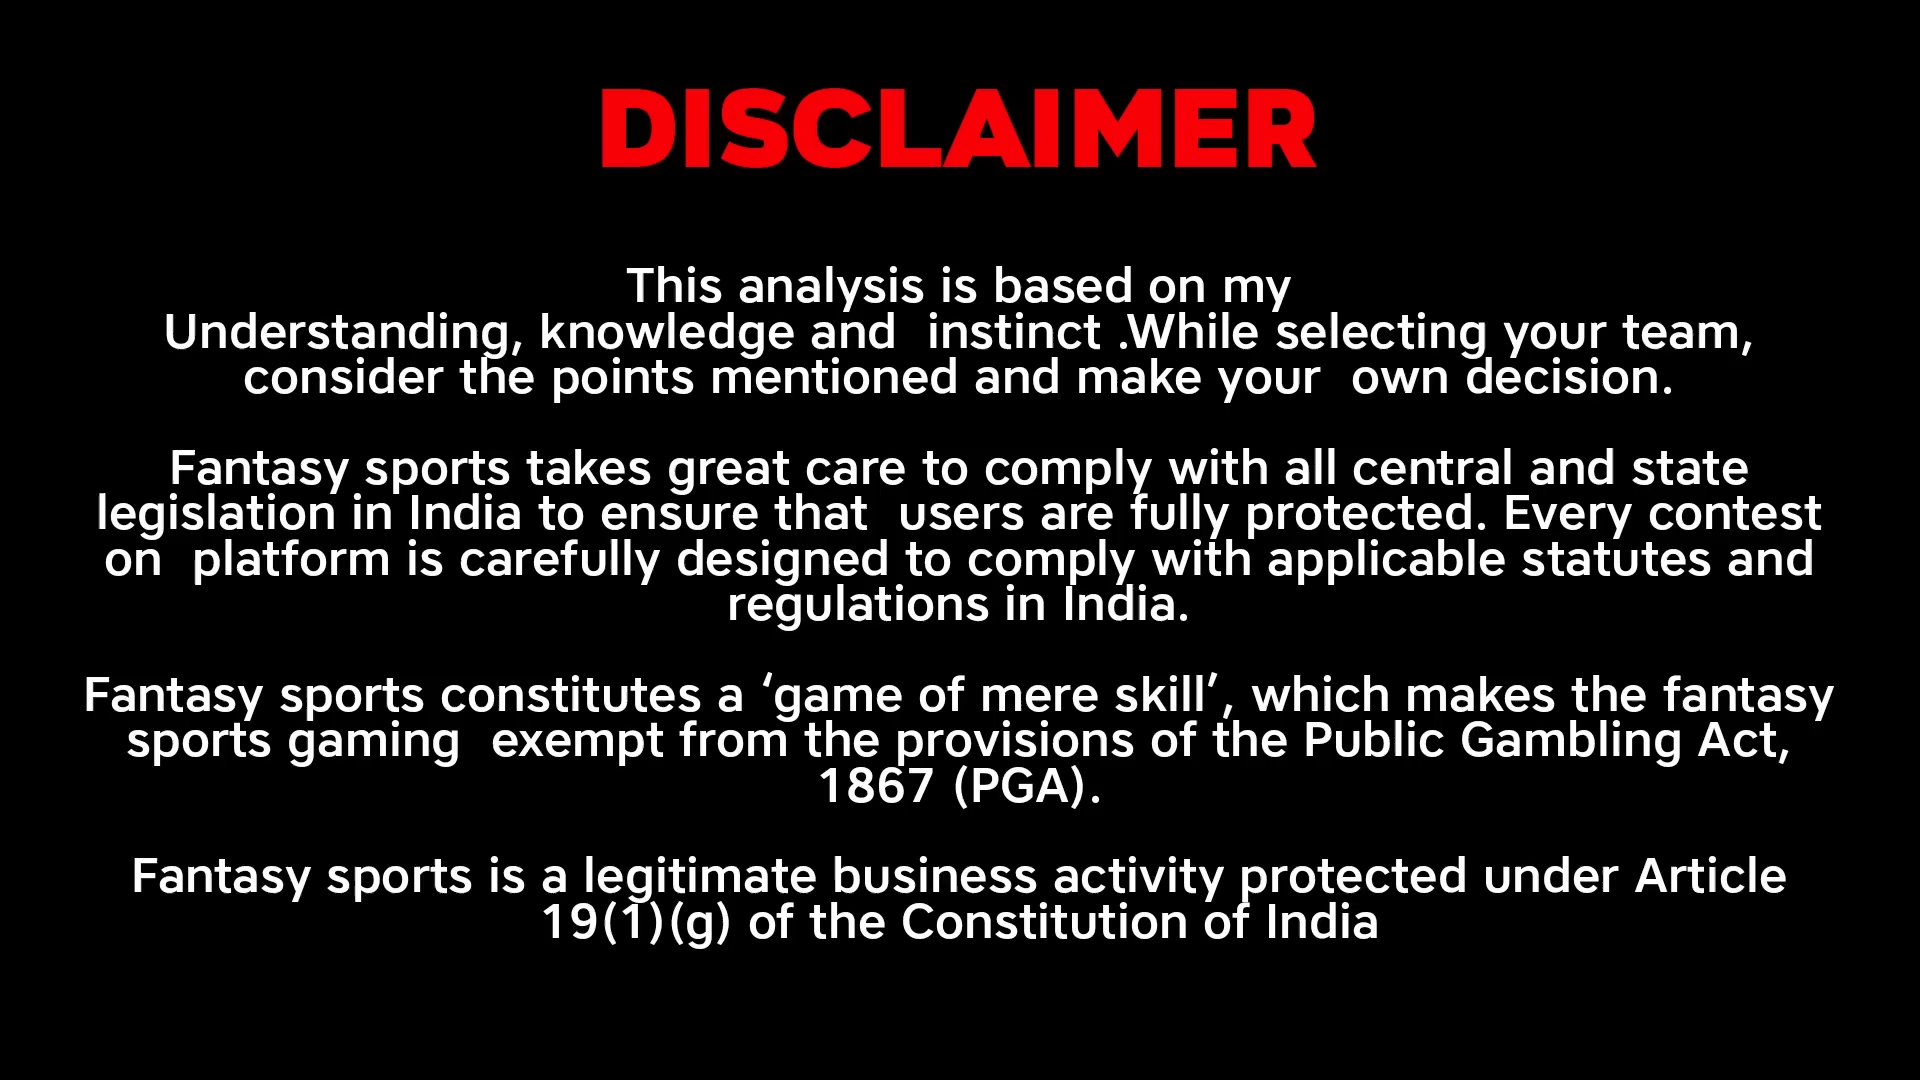 DISCLAIMER
This analysis is based on my
Understanding, knowledge and  instinct .While selecting your team,
consider the points mentioned and make your  own decision.
Fantasy sports takes great care to comply with all central and state
legislation in India to ensure that  users are fully protected. Every contest
on  platform is carefully designed to comply with applicable statutes and
regulations in India.
Fantasy sports constitutes a ‘game of mere skill’, which makes the fantasy
sports gaming  exempt from the provisions of the Public Gambling Act,
1867 (PGA).
Fantasy sports is a legitimate business activity protected under Article
19(1)(g) of the Constitution of India